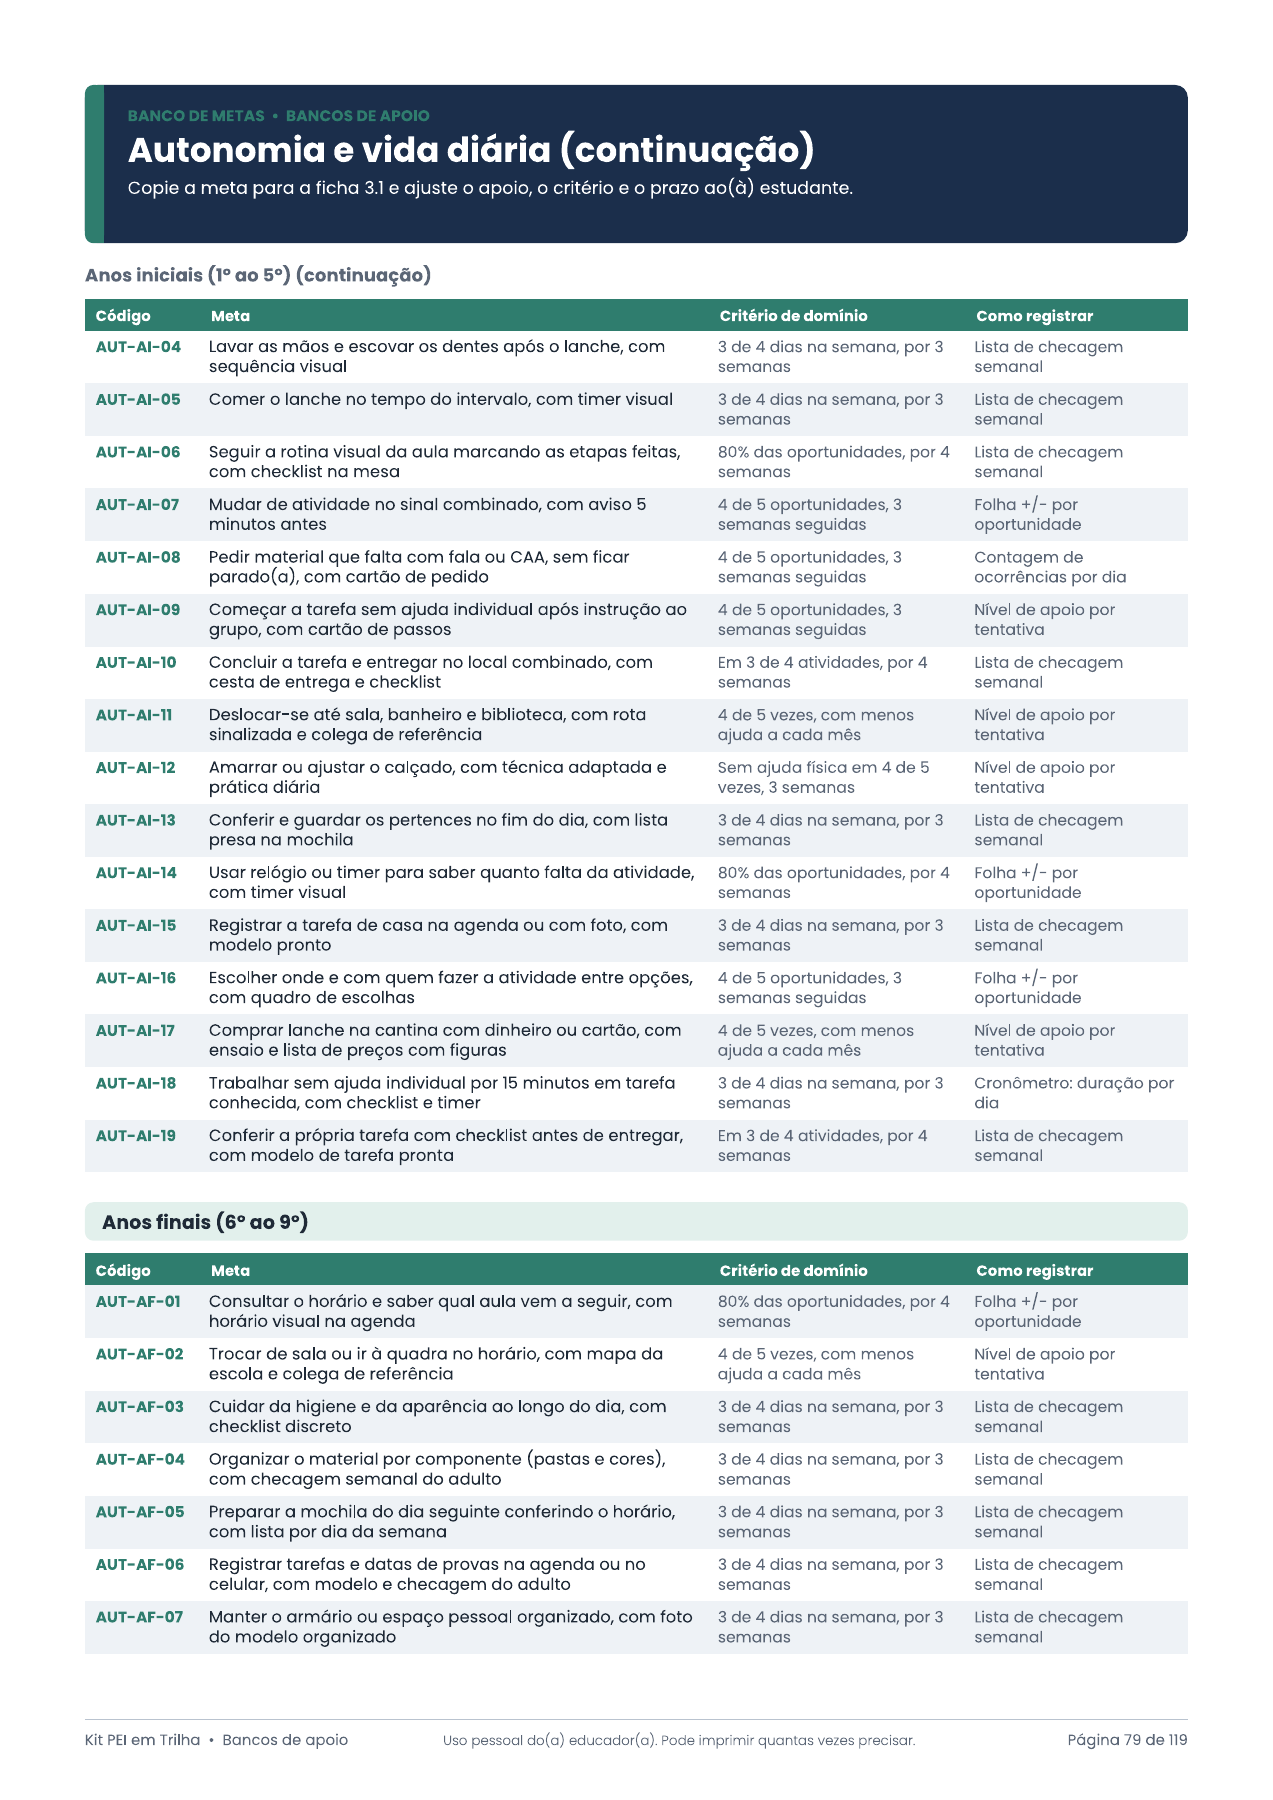 BANCO DE METAS • BANCOS DE APOIO
Autonomia e vida diária (continuação)
Copie a meta para a ficha 3.1 e ajuste o apoio, o critério e o prazo ao(à) estudante.
Anos iniciais (1º ao 5º) (continuação)
Código Meta Critério de domínio Como registrar
AUT-AI-04 Lavar as mãos e escovar os dentes após o lanche, com 3 de 4 dias na semana, por 3 Lista de checagem
sequência visual semanas semanal
AUT-AI-05 Comer o lanche no tempo do intervalo, com timer visual 3 de 4 dias na semana, por 3 Lista de checagem
semanas semanal
AUT-AI-06 Seguir a rotina visual da aula marcando as etapas feitas, 80% das oportunidades, por 4 Lista de checagem
com checklist na mesa semanas semanal
AUT-AI-07 Mudar de atividade no sinal combinado, com aviso 5 4 de 5 oportunidades, 3 Folha +/- por
minutos antes semanas seguidas oportunidade
AUT-AI-08 Pedir material que falta com fala ou CAA, sem ficar 4 de 5 oportunidades, 3 Contagem de
parado(a), com cartão de pedido semanas seguidas ocorrências por dia
AUT-AI-09 Começar a tarefa sem ajuda individual após instrução ao 4 de 5 oportunidades, 3 Nível de apoio por
grupo, com cartão de passos semanas seguidas tentativa
AUT-AI-10 Concluir a tarefa e entregar no local combinado, com Em 3 de 4 atividades, por 4 Lista de checagem
cesta de entrega e checklist semanas semanal
AUT-AI-11 Deslocar-se até sala, banheiro e biblioteca, com rota 4 de 5 vezes, com menos Nível de apoio por
sinalizada e colega de referência ajuda a cada mês tentativa
AUT-AI-12 Amarrar ou ajustar o calçado, com técnica adaptada e Sem ajuda física em 4 de 5 Nível de apoio por
prática diária vezes, 3 semanas tentativa
AUT-AI-13 Conferir e guardar os pertences no fim do dia, com lista 3 de 4 dias na semana, por 3 Lista de checagem
presa na mochila semanas semanal
AUT-AI-14 Usar relógio ou timer para saber quanto falta da atividade, 80% das oportunidades, por 4 Folha +/- por
com timer visual semanas oportunidade
AUT-AI-15 Registrar a tarefa de casa na agenda ou com foto, com 3 de 4 dias na semana, por 3 Lista de checagem
modelo pronto semanas semanal
AUT-AI-16 Escolher onde e com quem fazer a atividade entre opções, 4 de 5 oportunidades, 3 Folha +/- por
com quadro de escolhas semanas seguidas oportunidade
AUT-AI-17 Comprar lanche na cantina com dinheiro ou cartão, com 4 de 5 vezes, com menos Nível de apoio por
ensaio e lista de preços com figuras ajuda a cada mês tentativa
AUT-AI-18 Trabalhar sem ajuda individual por 15 minutos em tarefa 3 de 4 dias na semana, por 3 Cronômetro: duração por
conhecida, com checklist e timer semanas dia
AUT-AI-19 Conferir a própria tarefa com checklist antes de entregar, Em 3 de 4 atividades, por 4 Lista de checagem
com modelo de tarefa pronta semanas semanal
Anos finais (6º ao 9º)
Código Meta Critério de domínio Como registrar
AUT-AF-01 Consultar o horário e saber qual aula vem a seguir, com 80% das oportunidades, por 4 Folha +/- por
horário visual na agenda semanas oportunidade
AUT-AF-02 Trocar de sala ou ir à quadra no horário, com mapa da 4 de 5 vezes, com menos Nível de apoio por
escola e colega de referência ajuda a cada mês tentativa
AUT-AF-03 Cuidar da higiene e da aparência ao longo do dia, com 3 de 4 dias na semana, por 3 Lista de checagem
checklist discreto semanas semanal
AUT-AF-04 Organizar o material por componente (pastas e cores), 3 de 4 dias na semana, por 3 Lista de checagem
com checagem semanal do adulto semanas semanal
AUT-AF-05 Preparar a mochila do dia seguinte conferindo o horário, 3 de 4 dias na semana, por 3 Lista de checagem
com lista por dia da semana semanas semanal
AUT-AF-06 Registrar tarefas e datas de provas na agenda ou no 3 de 4 dias na semana, por 3 Lista de checagem
celular, com modelo e checagem do adulto semanas semanal
AUT-AF-07 Manter o armário ou espaço pessoal organizado, com foto 3 de 4 dias na semana, por 3 Lista de checagem
do modelo organizado semanas semanal
Kit PEI em Trilha • Bancos de apoio Uso pessoal do(a) educador(a). Pode imprimir quantas vezes precisar. Página 79 de 119